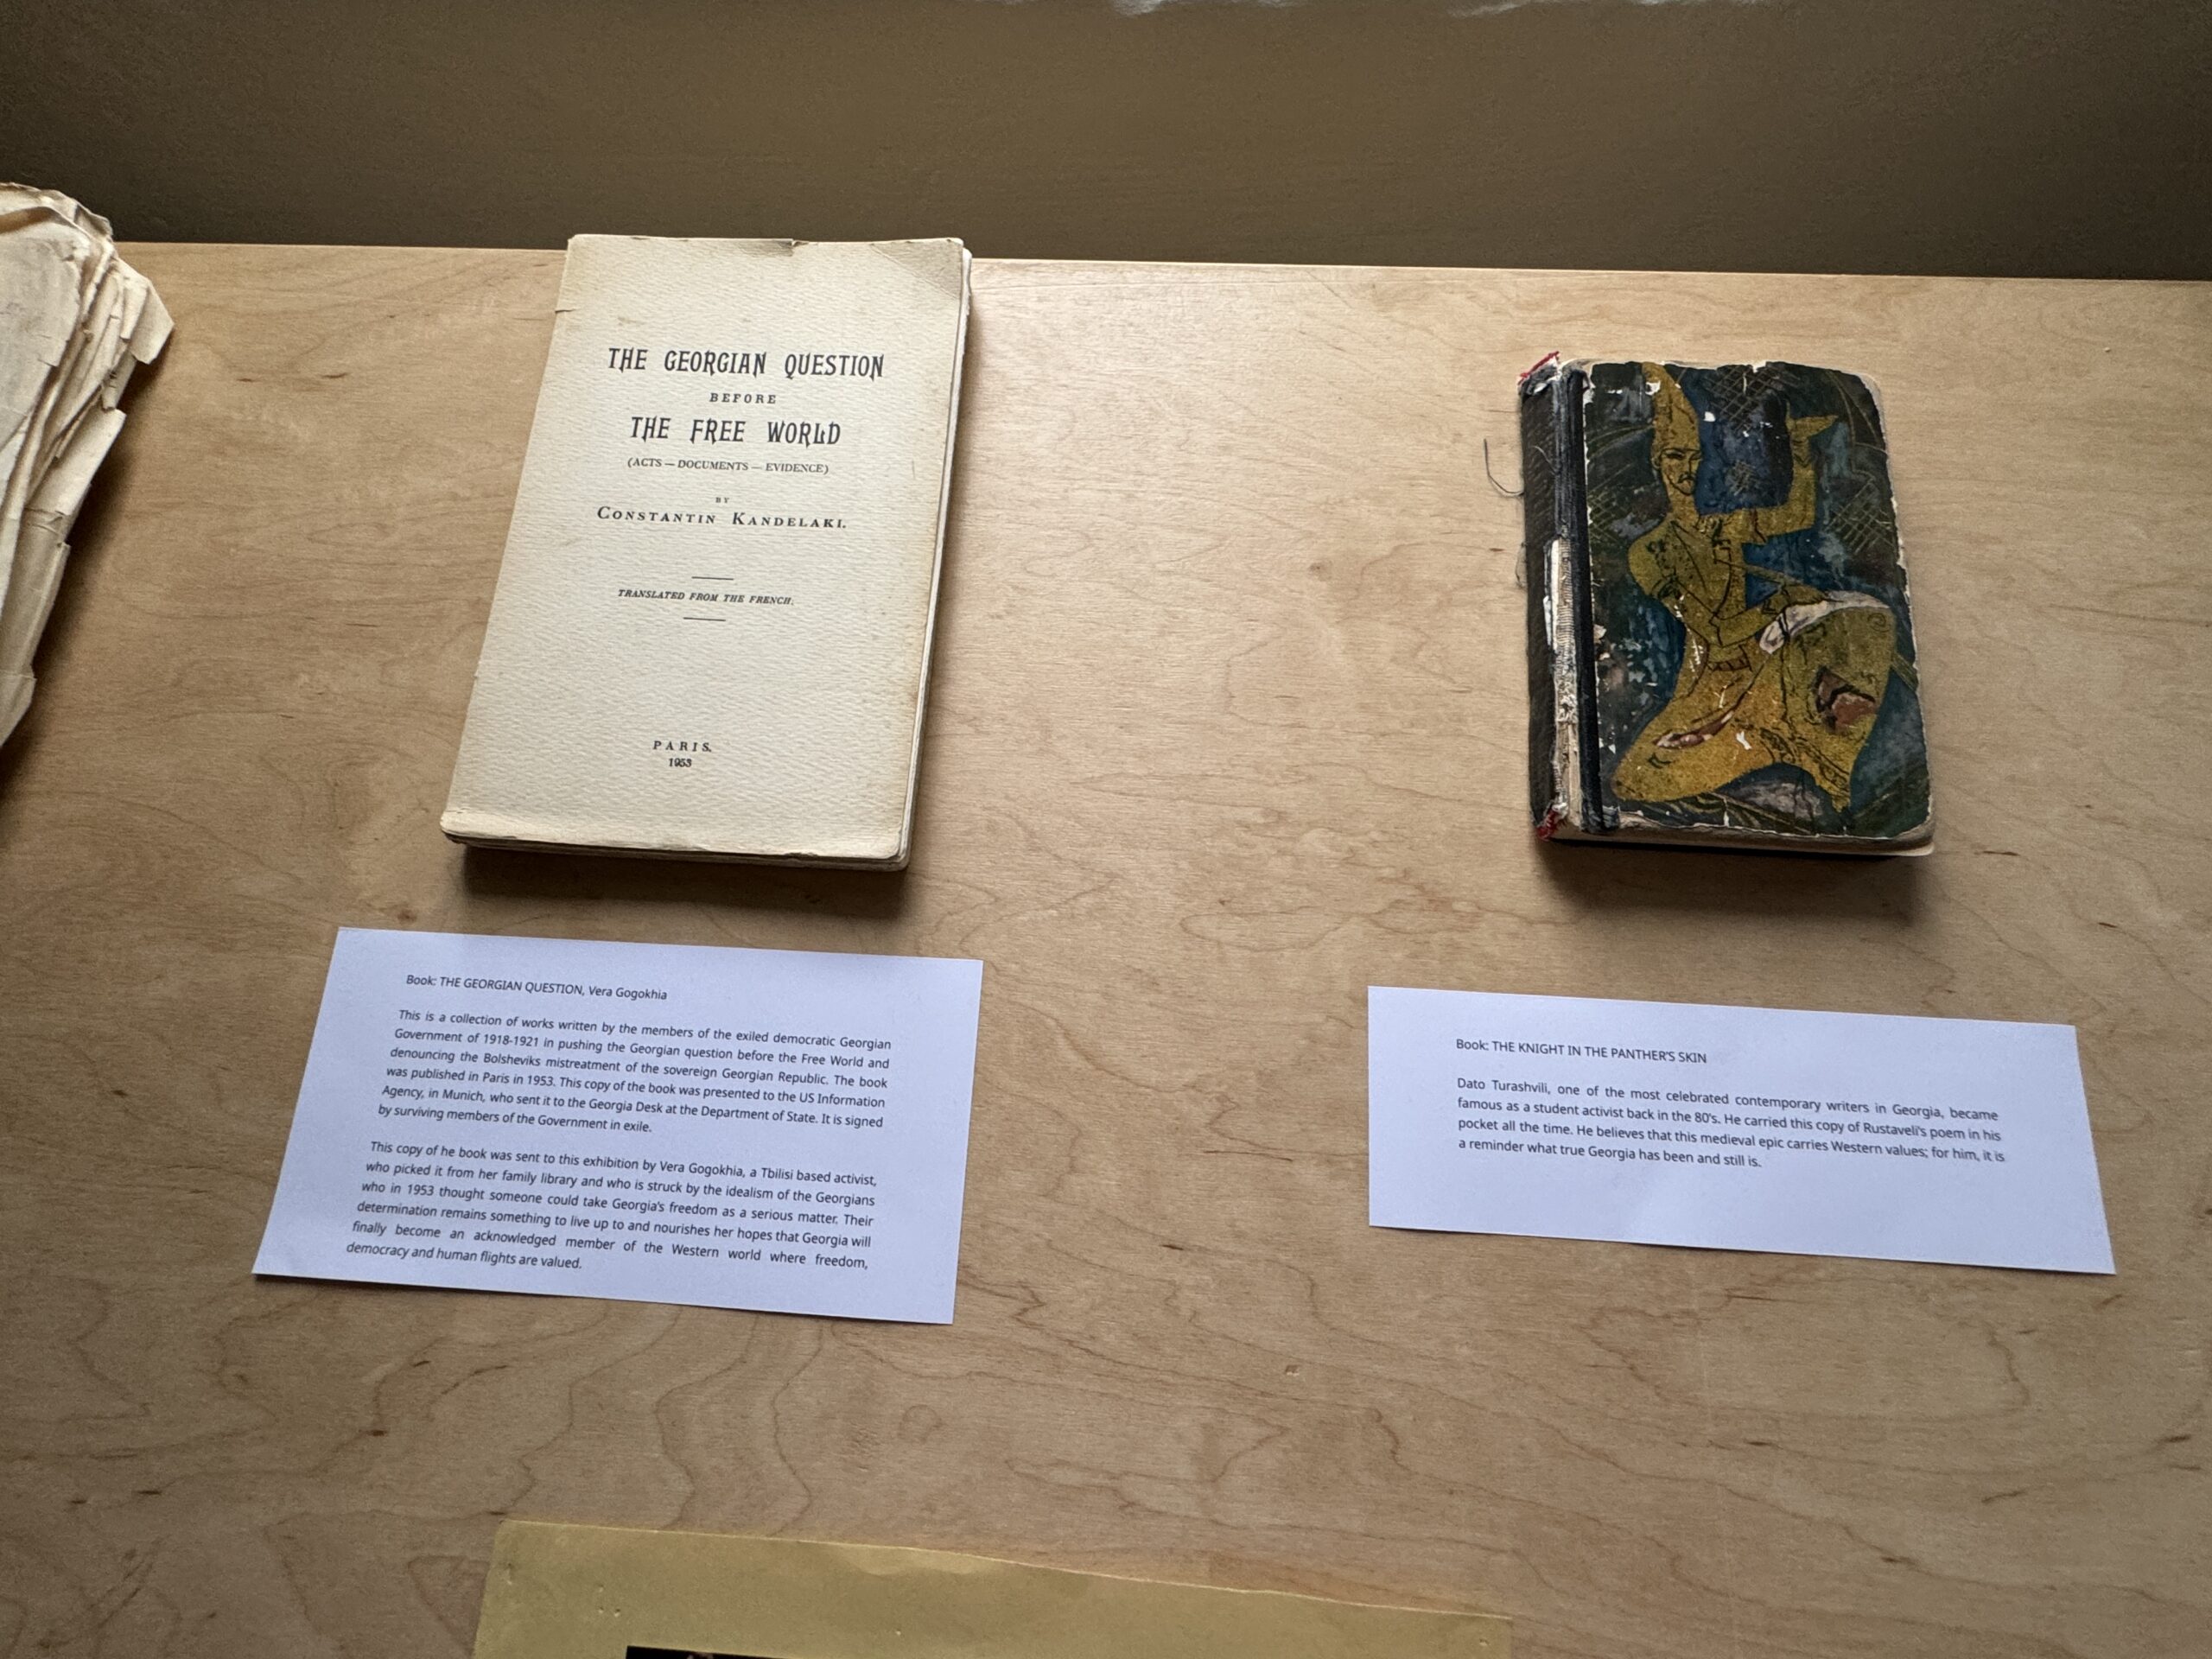 THE GEORGIAN QUESTION
BEFORE
THE FREE WORLD
(ACTS — DOCUMENTS — EVIDENCE)
BY
CONSTANTIN KANDELAKI.
TRANSLATED FROM THE FRENCH.
PARIS.
1953
Book: THE GEORGIAN QUESTION, Vera Gogokhia
This is a collection of works written by the members of the exiled democratic Georgian
Government of 1918-1921 in pushing the Georgian question before the Free World and
denouncing the Bolsheviks mistreatment of the sovereign Georgian Republic. The book
was published in Paris in 1953. This copy of the book was presented to the US Information
Agency, in Munich, who sent it to the Georgia Desk at the Department of State. It is signed
by surviving members of the Government in exile.
This copy of he book was sent to this exhibition by Vera Gogokhia, a Tbilisi based activist,
who picked it from her family library and who is struck by the idealism of the Georgians
who in 1953 thought someone could take Georgia's freedom as a serious matter. Their
determination remains something to live up to and nourishes her hopes that Georgia will
finally become an acknowledged member of the Western world where freedom,
democracy and human flights are valued.
Book: THE KNIGHT IN THE PANTHER'S SKIN
Dato Turashvili, one of the most celebrated contemporary writers in Georgia, became
famous as a student activist back in the 80's. He carried this copy of Rustaveli's poem in his
pocket all the time. He believes that this medieval epic carries Western values; for him, it is
a reminder what true Georgia has been and still is.